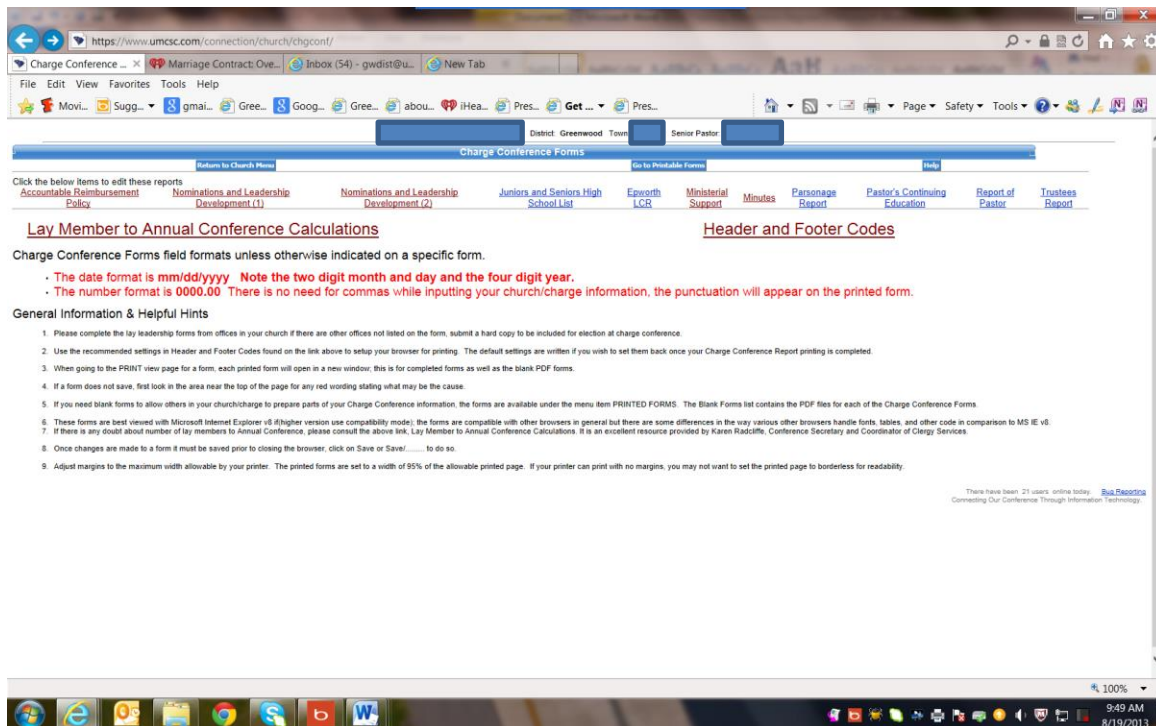 https://www.umcsc.com/connection/church/chgconf/
Charge Conference ... Marriage Contract: Ove... Inbox (54) - gwdist@u... New Tab
File Edit View Favorites Tools Help
Movi... Sugg... gmai... Gree... Goog... Gree... abou... iHea... Pres... Get ... Pres... Page Safety Tools
District: Greenwood Town Senior Pastor:
Charge Conference Forms
Return to Church Menu Go to Printable Forms Help
Click the below items to edit these reports
Accountable Reimbursement Policy Nominations and Leadership Development (1) Nominations and Leadership Development (2) Juniors and Seniors High School List Epworth LCR Ministerial Support Minutes Parsonage Report Pastor's Continuing Education Report of Pastor Trustees Report
Lay Member to Annual Conference Calculations Header and Footer Codes
Charge Conference Forms field formats unless otherwise indicated on a specific form.
· The date format is mm/dd/yyyy Note the two digit month and day and the four digit year.
· The number format is 0000.00 There is no need for commas while inputing your church/charge information, the punctuation will appear on the printed form.
General Information & Helpful Hints
1. Please complete the lay leadership forms from offices in your church if there are other offices not listed on the form, submit a hard copy to be included for election at charge conference.
2. Use the recommended settings in Header and Footer Codes found on the link above to setup your browser for printing. The default settings are written if you wish to set them back once your Charge Conference Report printing is completed.
3. When going to the PRINT view page for a form, each printed form will open in a new window; this is for completed forms as well as the blank PDF forms.
4. If a form does not save, first look in the area near the top of the page for any red wording stating what may be the cause.
5. If you need blank forms to allow others in your church/charge to prepare parts of your Charge Conference information, the forms are available under the menu item PRINTED FORMS. The Blank Forms list contains the PDF files for each of the Charge Conference Forms.
6. These forms are best viewed with Microsoft Internet Explorer v8 if(higher version use compatibility mode); the forms are compatible with other browsers in general but there are some differences in the way various other browsers handle fonts, tables, and other code in comparison to MS IE v8.
7. If there is any doubt about number of lay members to Annual Conference, please consult the above link, Lay Member to Annual Conference Calculations. It is an excellent resource provided by Karen Radcliffe, Conference Secretary and Coordinator of Clergy Services.
8. Once changes are made to a form it must be saved prior to closing the browser, click on Save or Save/......... to do so.
9. Adjust margins to the maximum width allowable by your printer. The printed forms are set to a width of 95% of the allowable printed page. If your printer can print with no margins, you may not want to set the printed page to borderless for readability.
There have been 21 users online today. Bug Reporting
Connecting Our Conference Through Information Technology.
100%
9:49 AM
8/19/2013